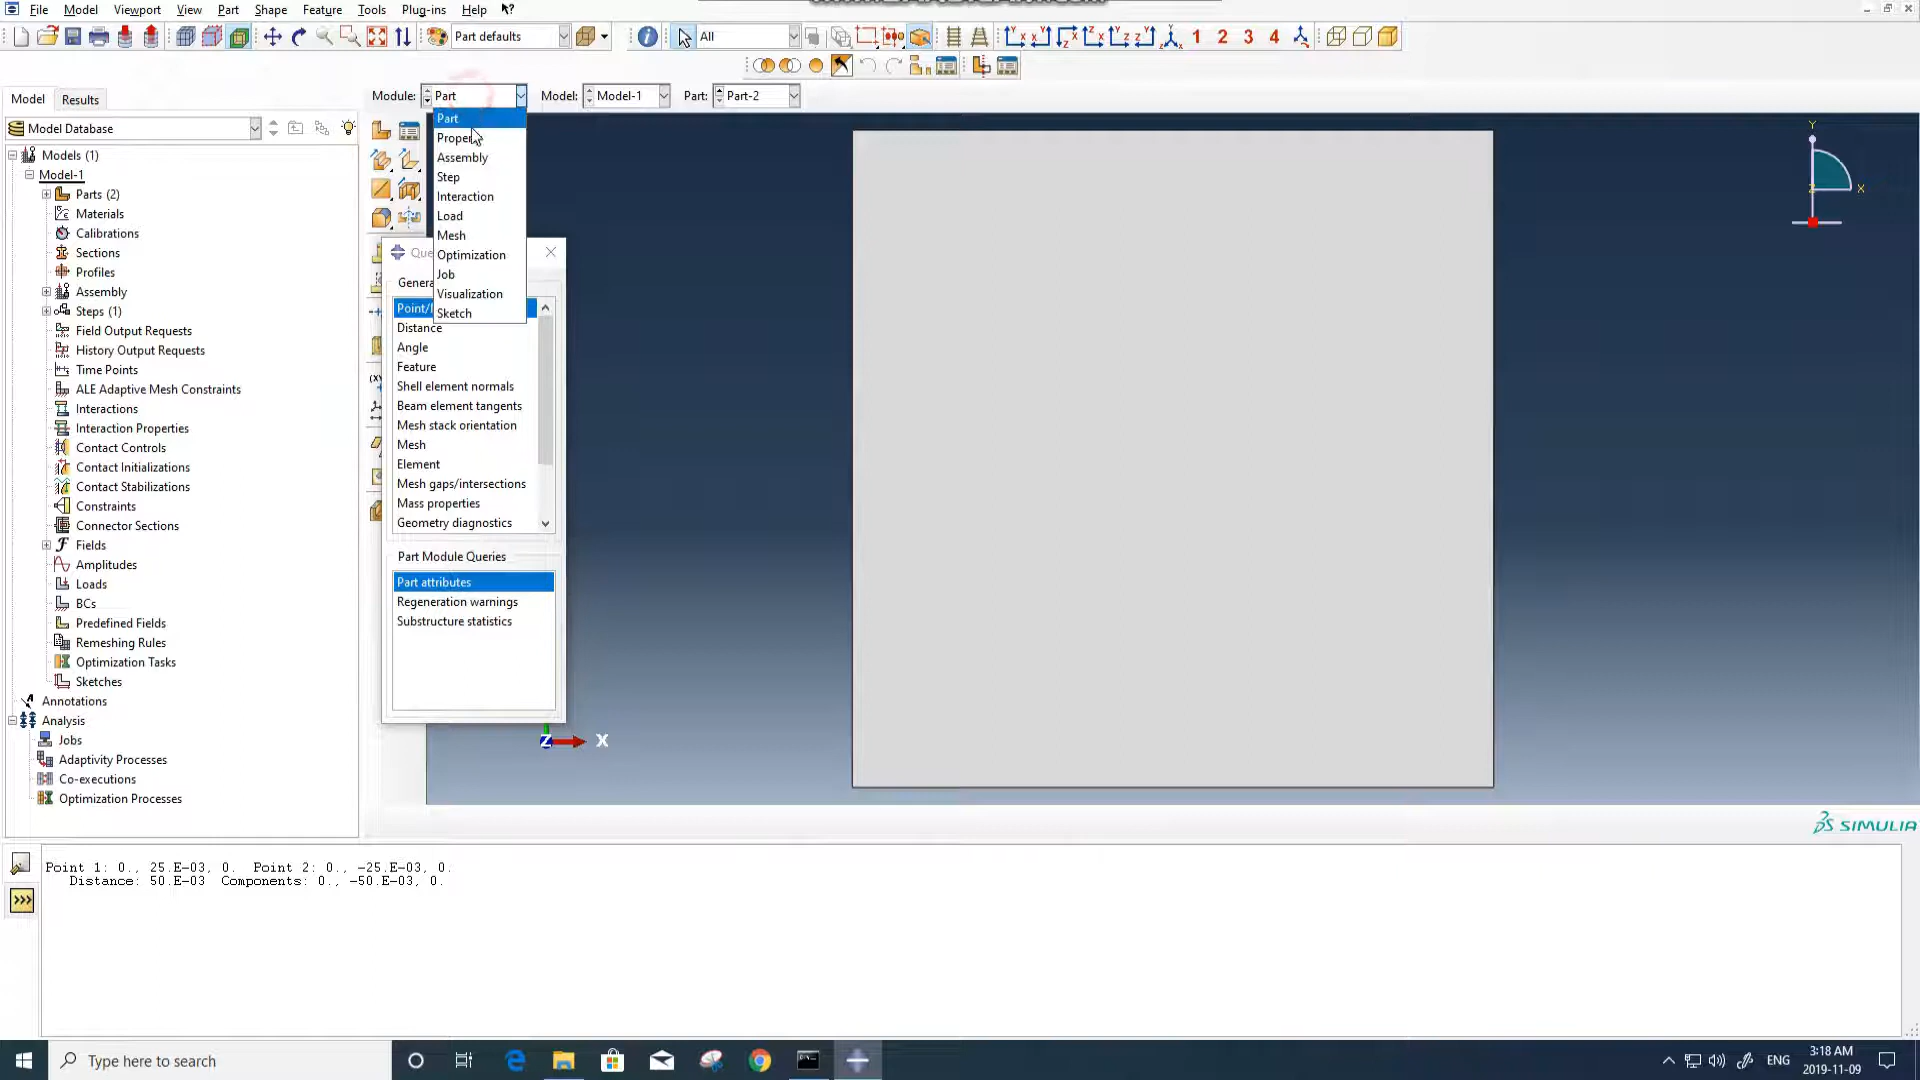 File Model Viewport View Part Shape Feature Tools Plug-ins Help
Part defaults All 1 2 3 4
Model Results Module: Part Model: Model-1 Part: Part-2
Model Database
Models (1)
Model-1
Parts (2)
Materials
Calibrations
Sections
Profiles
Assembly
Steps (1)
Field Output Requests
History Output Requests
Time Points
ALE Adaptive Mesh Constraints
Interactions
Interaction Properties
Contact Controls
Contact Initializations
Contact Stabilizations
Constraints
Connector Sections
Fields
Amplitudes
Loads
BCs
Predefined Fields
Remeshing Rules
Optimization Tasks
Sketches
Annotations
Analysis
Jobs
Adaptivity Processes
Co-executions
Optimization Processes
Part
Assembly
Step
Interaction
Load
Mesh
Optimization
Job
Visualization
Sketch
Distance
Angle
Feature
Shell element normals
Beam element tangents
Mesh stack orientation
Mesh
Element
Mesh gaps/intersections
Mass properties
Geometry diagnostics
Part Module Queries
Part attributes
Regeneration warnings
Substructure statistics
Y
Z X
Z X
SIMULIA
Point 1: 0., 25.E-03, 0. Point 2: 0., -25.E-03, 0.
Distance: 50.E-03 Components: 0., -50.E-03, 0.
>>>
Type here to search
ENG
3:18 AM
2019-11-09